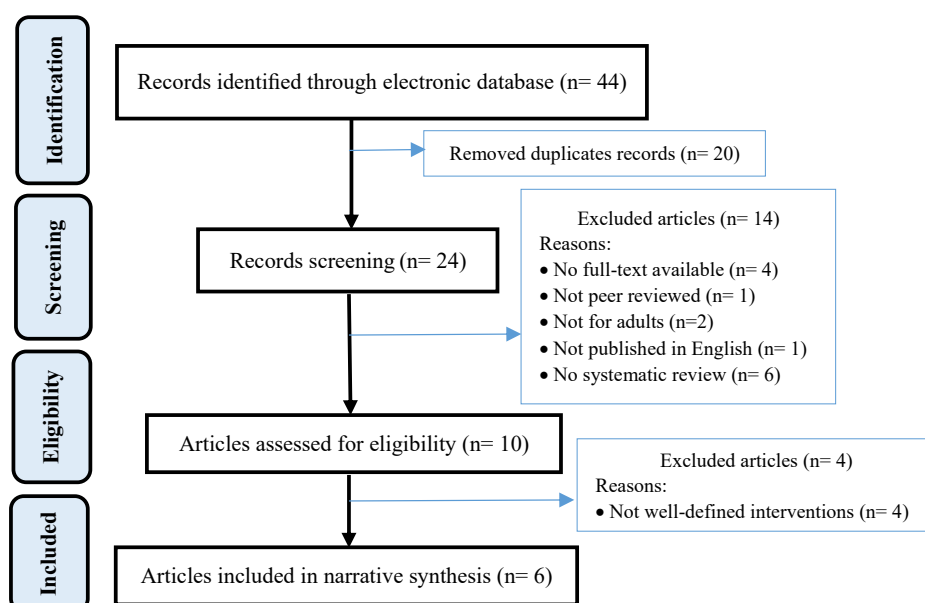 Identification
Records identified through electronic database (n= 44)
Removed duplicates records (n= 20)
Screening
Records screening (n= 24)
Excluded articles (n= 14)
Reasons:
• No full-text available (n= 4)
• Not peer reviewed (n= 1)
• Not for adults (n=2)
• Not published in English (n= 1)
• No systematic review (n= 6)
Eligibility
Articles assessed for eligibility (n= 10)
Excluded articles (n= 4)
Reasons:
• Not well-defined interventions (n= 4)
Included
Articles included in narrative synthesis (n= 6)